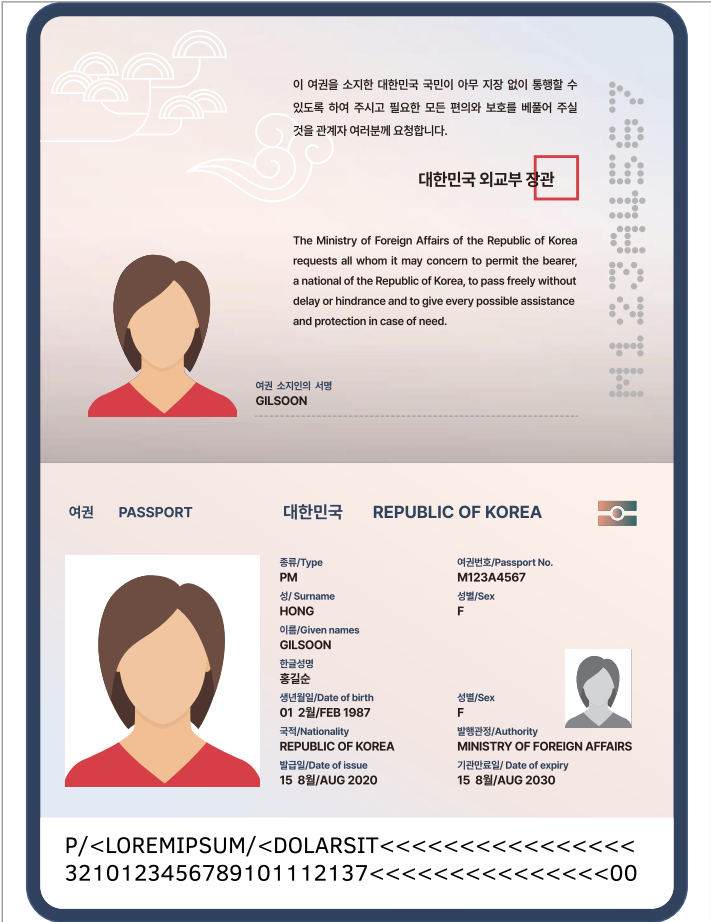 이 여권을 소지한 대한민국 국민이 아무 지장 없이 통행할 수
있도록 하여 주시고 필요한 모든 편의와 보호를 베풀어 주실
것을 관계자 여러분께 요청합니다.
대한민국 외교부 장관
The Ministry of Foreign Affairs of the Republic of Korea
requests all whom it may concern to permit the bearer,
a national of the Republic of Korea, to pass freely without
delay or hindrance and to give every possible assistance
and protection in case of need.
여권 소지인의 서명
GILSOON
M123A4567
여권 PASSPORT 대한민국 REPUBLIC OF KOREA
종류/Type 여권번호/Passport No.
PM M123A4567
성/ Surname 성별/Sex
HONG F
이름/Given names
GILSOON
한글성명
홍길순
생년월일/Date of birth 성별/Sex
01 2월/FEB 1987 F
국적/Nationality 발행관정/Authority
REPUBLIC OF KOREA MINISTRY OF FOREIGN AFFAIRS
발급일/Date of issue 기관만료일/ Date of expiry
15 8월/AUG 2020 15 8월/AUG 2030
P/<LOREMIPSUM/<DOLARSIT<<<<<<<<<<<<<<<<
3210123456789101112137<<<<<<<<<<<<<<<00